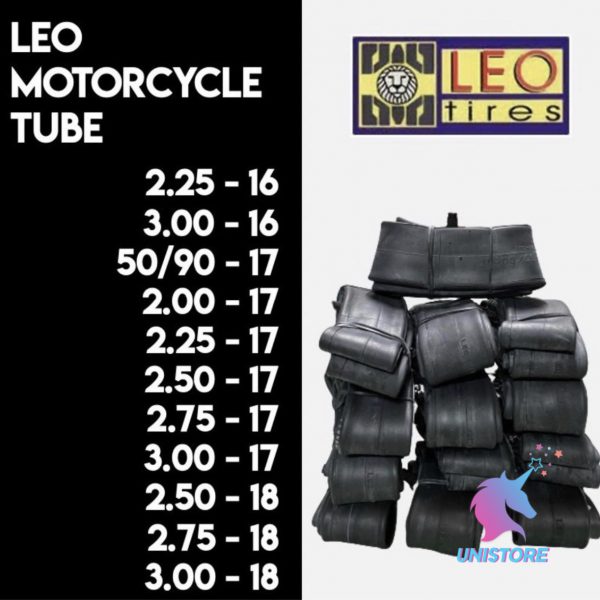 LEO
MOTORCYCLE
TUBE
2.25 - 16
3.00 - 16
50/90 - 17
2.00 - 17
2.25 - 17
2.50 - 17
2.75 - 17
3.00 - 17
2.50 - 18
2.75 - 18
3.00 - 18
LEO
tires
LEO
UNISTORE